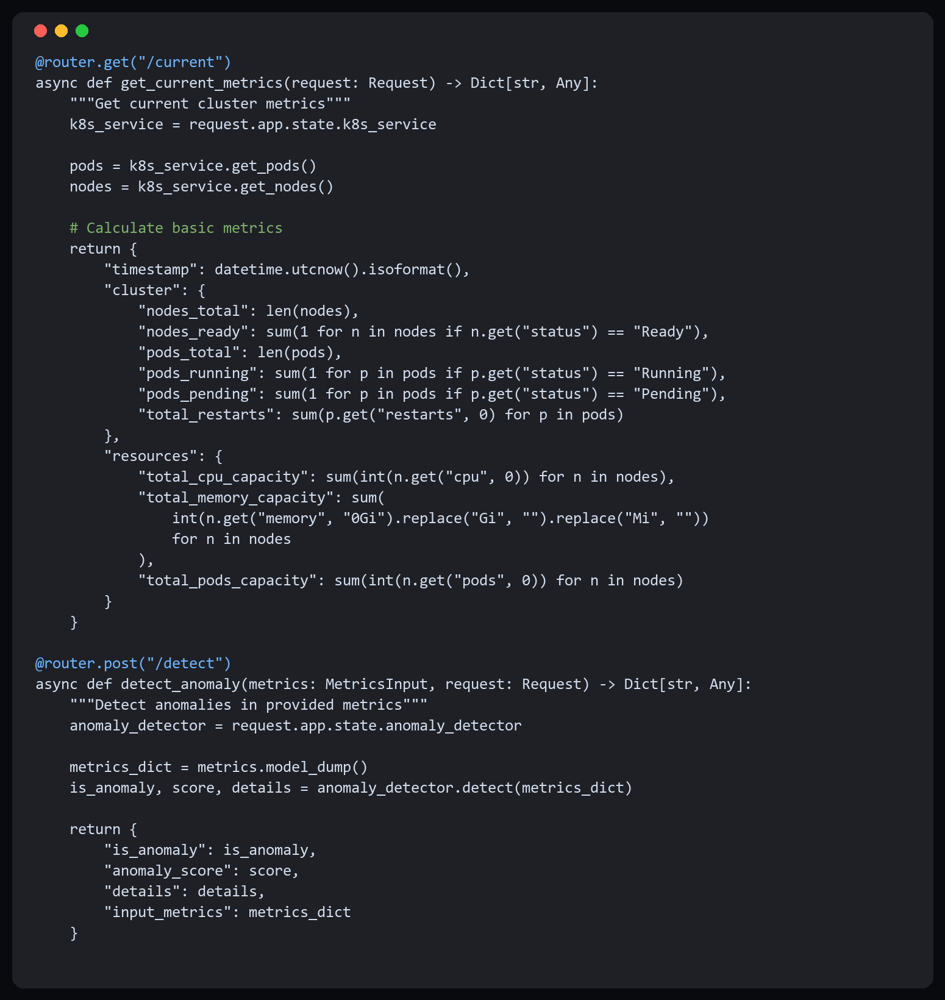 @router.get("/current")
async def get_current_metrics(request: Request) -> Dict[str, Any]:
    """Get current cluster metrics"""
    k8s_service = request.app.state.k8s_service

    pods = k8s_service.get_pods()
    nodes = k8s_service.get_nodes()

    # Calculate basic metrics
    return {
        "timestamp": datetime.utcnow().isoformat(),
        "cluster": {
            "nodes_total": len(nodes),
            "nodes_ready": sum(1 for n in nodes if n.get("status") == "Ready"),
            "pods_total": len(pods),
            "pods_running": sum(1 for p in pods if p.get("status") == "Running"),
            "pods_pending": sum(1 for p in pods if p.get("status") == "Pending"),
            "total_restarts": sum(p.get("restarts", 0) for p in pods)
        },
        "resources": {
            "total_cpu_capacity": sum(int(n.get("cpu", 0)) for n in nodes),
            "total_memory_capacity": sum(
                int(n.get("memory", "0Gi").replace("Gi", "").replace("Mi", ""))
                for n in nodes
            ),
            "total_pods_capacity": sum(int(n.get("pods", 0)) for n in nodes)
        }
    }

@router.post("/detect")
async def detect_anomaly(metrics: MetricsInput, request: Request) -> Dict[str, Any]:
    """Detect anomalies in provided metrics"""
    anomaly_detector = request.app.state.anomaly_detector

    metrics_dict = metrics.model_dump()
    is_anomaly, score, details = anomaly_detector.detect(metrics_dict)

    return {
        "is_anomaly": is_anomaly,
        "anomaly_score": score,
        "details": details,
        "input_metrics": metrics_dict
    }